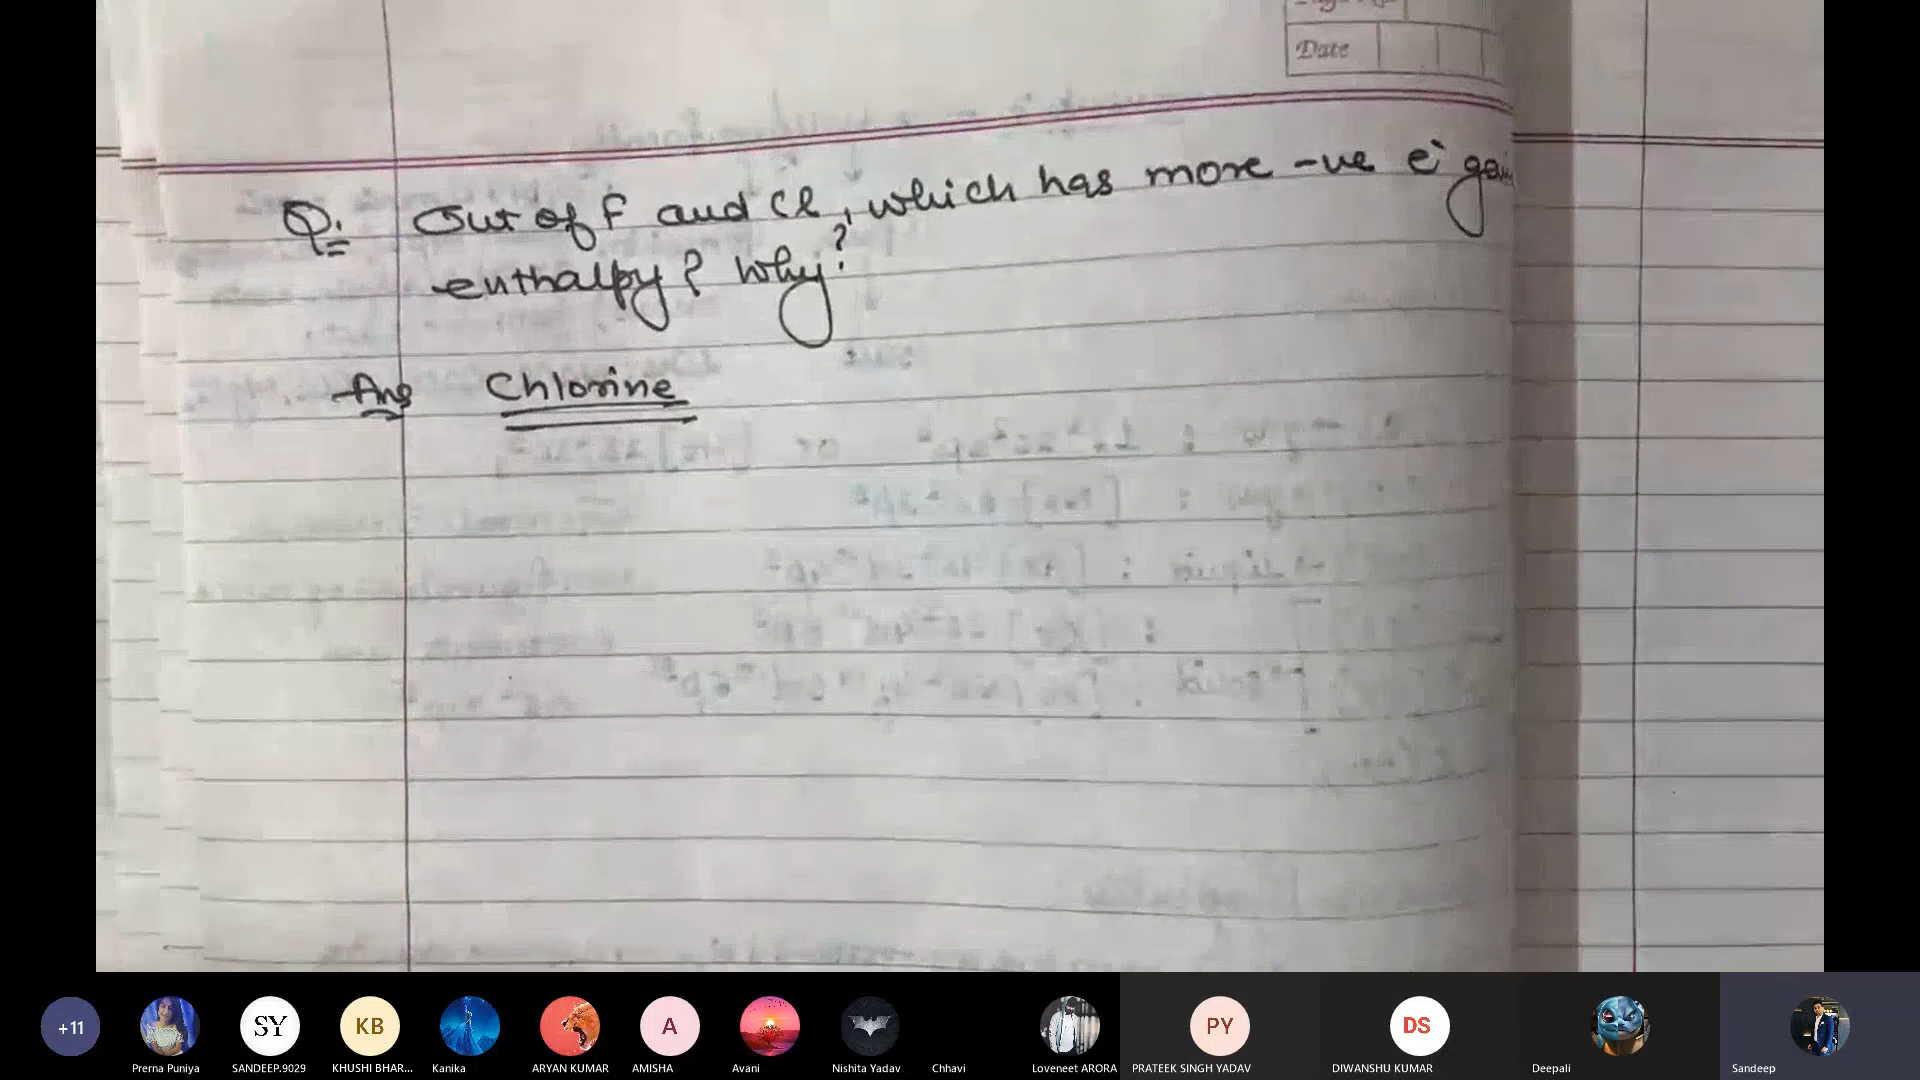 Date
Q. Out of F and Cl, which has more -ve e⁻ gain
enthalpy? Why?
Ans Chlorine
+11
SY
KB
A
PY
DS
Prerna Puniya
SANDEEP.9029
KHUSHI BHAR...
Kanika
ARYAN KUMAR
AMISHA
Avani
Nishita Yadav
Chhavi
Loveneet ARORA
PRATEEK SINGH YADAV
DIWANSHU KUMAR
Deepali
Sandeep